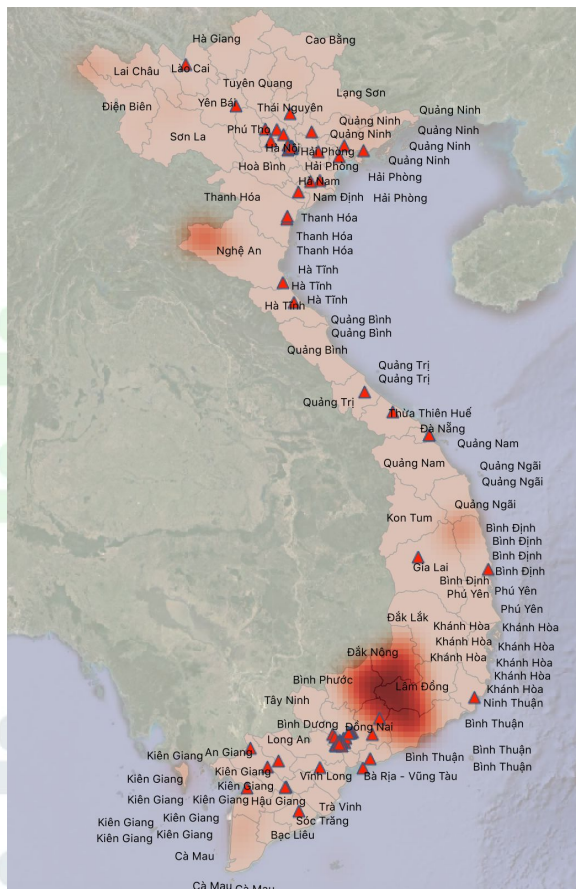 Hà Giang
Cao Bằng
Lào Cai
Lai Châu
Tuyên Quang
Lạng Sơn
Điện Biên
Yên Bái
Thái Nguyên
Quảng Ninh
Quảng Ninh
Phú Thọ
Quảng Ninh
Quảng Ninh
Sơn La
Hà Nội
Hải Phòng
Quảng Ninh
Quảng Ninh
Hoà Bình
Hải Phòng
Hải Phòng
Hà Nam
Thanh Hóa
Nam Định
Hải Phòng
Thanh Hóa
Thanh Hóa
Nghệ An
Thanh Hóa
Hà Tĩnh
Hà Tĩnh
Hà Tĩnh
Hà Tĩnh
Quảng Bình
Quảng Bình
Quảng Bình
Quảng Trị
Quảng Trị
Quảng Trị
Thừa Thiên Huế
Đà Nẵng
Quảng Nam
Quảng Nam
Quảng Ngãi
Quảng Ngãi
Quảng Ngãi
Kon Tum
Bình Định
Bình Định
Bình Định
Gia Lai
Bình Định
Bình Định
Phú Yên
Phú Yên
Phú Yên
Đắk Lắk
Khánh Hòa
Khánh Hòa
Khánh Hòa
Khánh Hòa
Đắk Nông
Khánh Hòa
Khánh Hòa
Khánh Hòa
Bình Phước
Lâm Đồng
Khánh Hòa
Tây Ninh
Ninh Thuận
Bình Dương
Đồng Nai
Bình Thuận
Long An
Kiên Giang
An Giang
Bình Thuận
Bình Thuận
Bình Thuận
Kiên Giang
Kiên Giang
Vĩnh Long
Bà Rịa - Vũng Tàu
Kiên Giang
Kiên Giang
Kiên Giang
Hậu Giang
Trà Vinh
Kiên Giang
Kiên Giang
Sóc Trăng
Kiên Giang
Kiên Giang
Bạc Liêu
Cà Mau
Cà Mau
Cà Mau